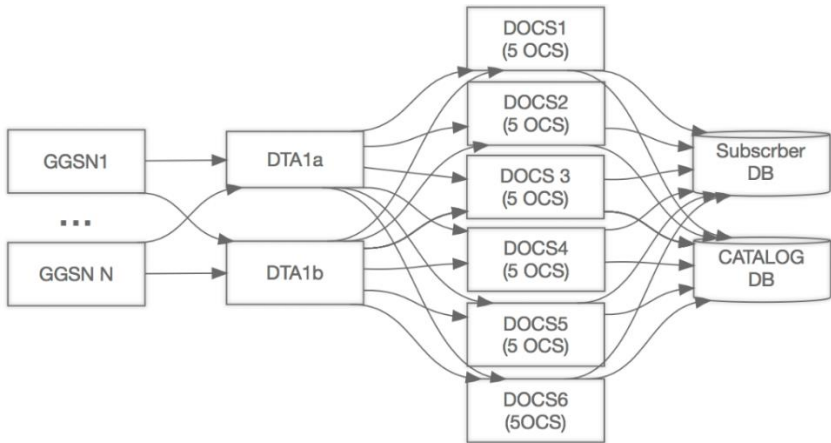 DOCS1
(5 OCS)
DOCS2
(5 OCS)
GGSN1
DTA1a
Subscrber
DB
DOCS 3
(5 OCS)
...
GGSN N
DTA1b
DOCS4
(5 OCS)
CATALOG
DB
DOCS5
(5 OCS)
DOCS6
(5OCS)